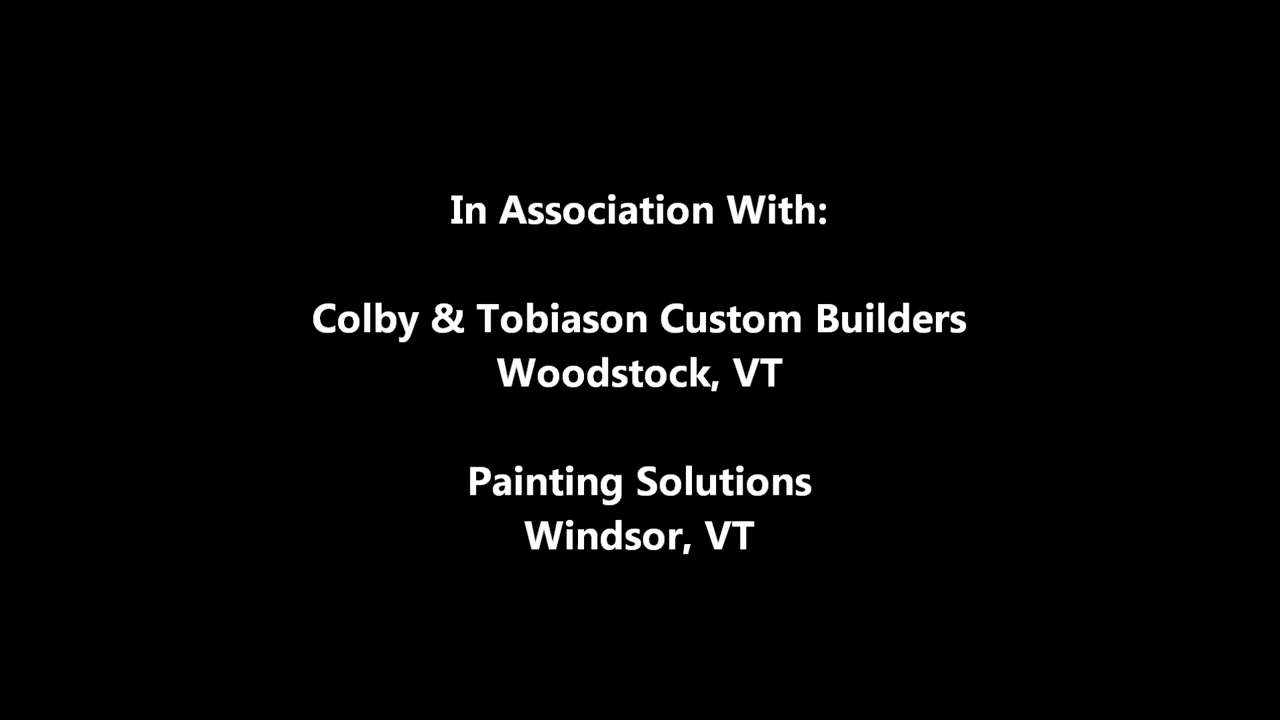 In Association With:
Colby & Tobiason Custom Builders
Woodstock, VT
Painting Solutions
Windsor, VT